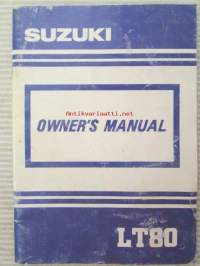 SUZUKI
Antikvariaatti.net
OWNER'S MANUAL
LT80